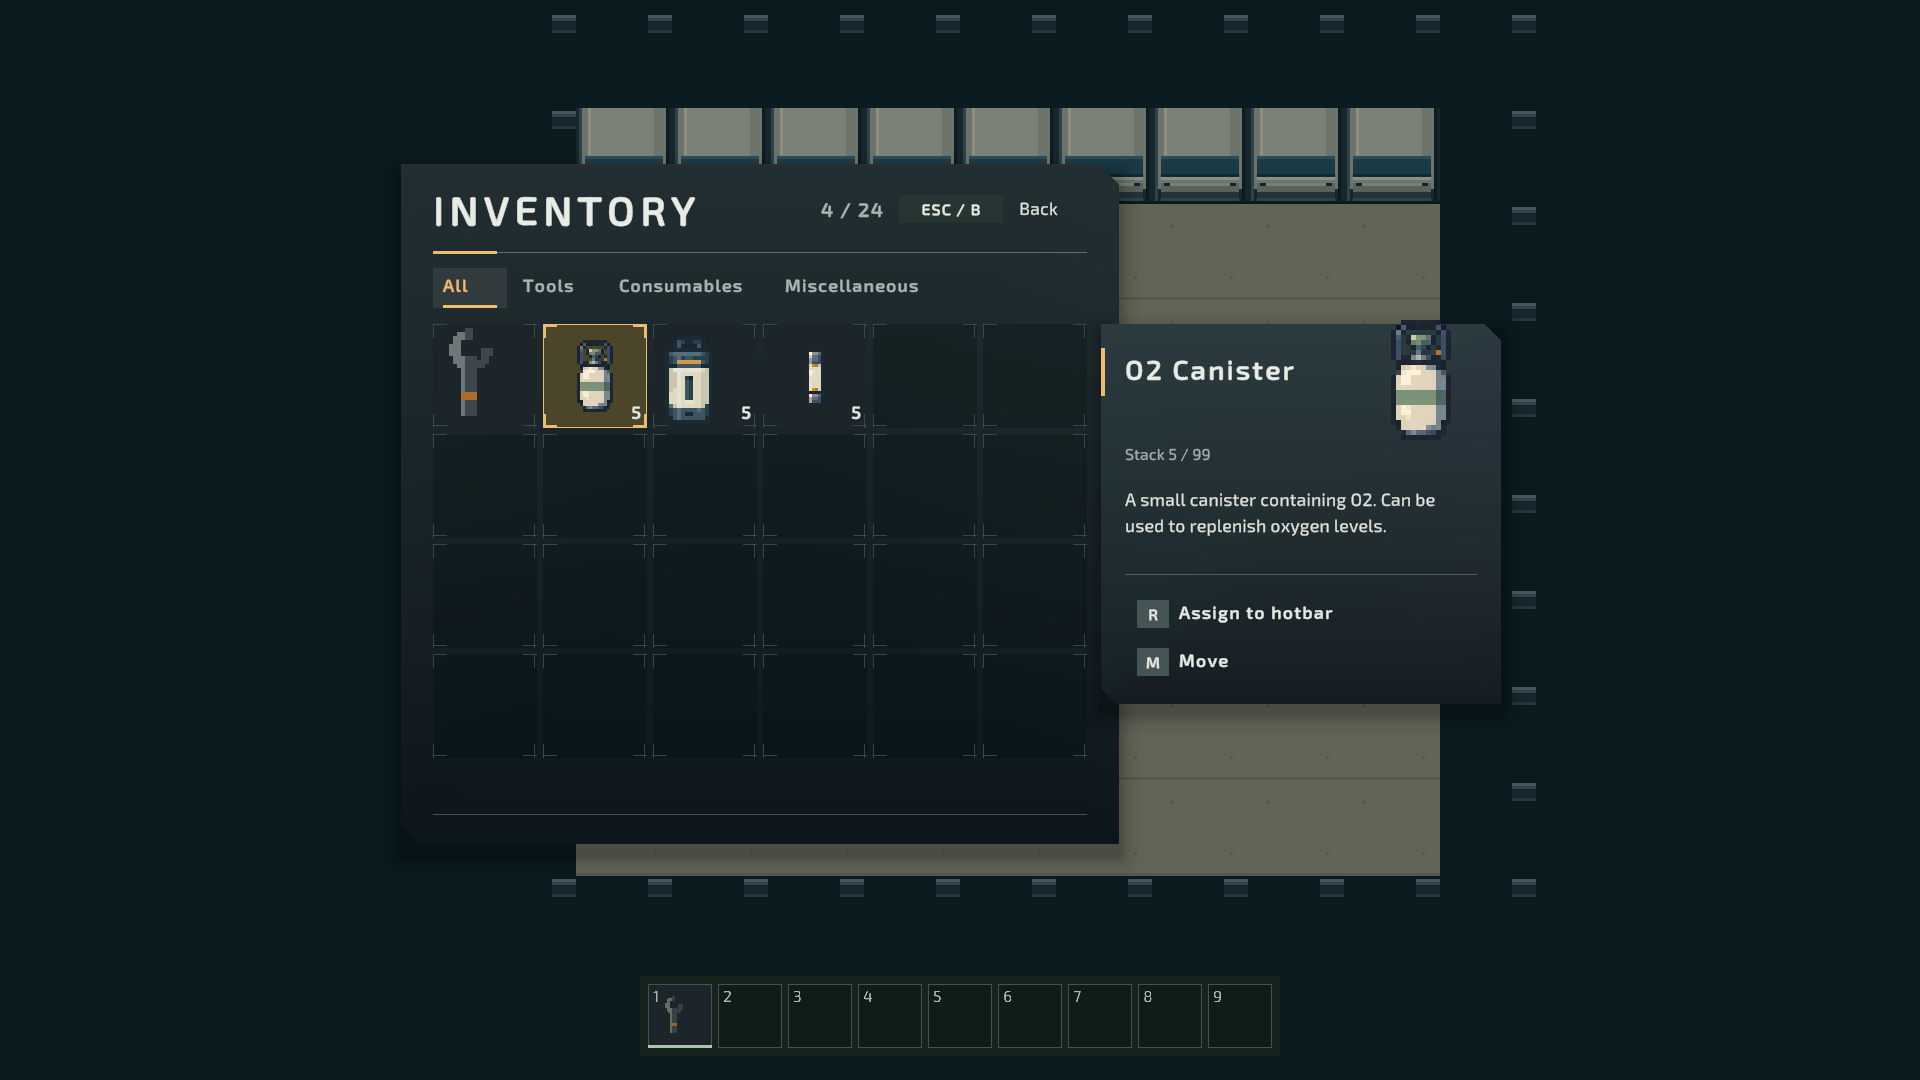 INVENTORY
4 / 24
ESC / B
Back
All
Tools
Consumables
Miscellaneous
5
5
5
O2 Canister
Stack 5 / 99
A small canister containing O2. Can be
used to replenish oxygen levels.
R
Assign to hotbar
M
Move
1
2
3
4
5
6
7
8
9